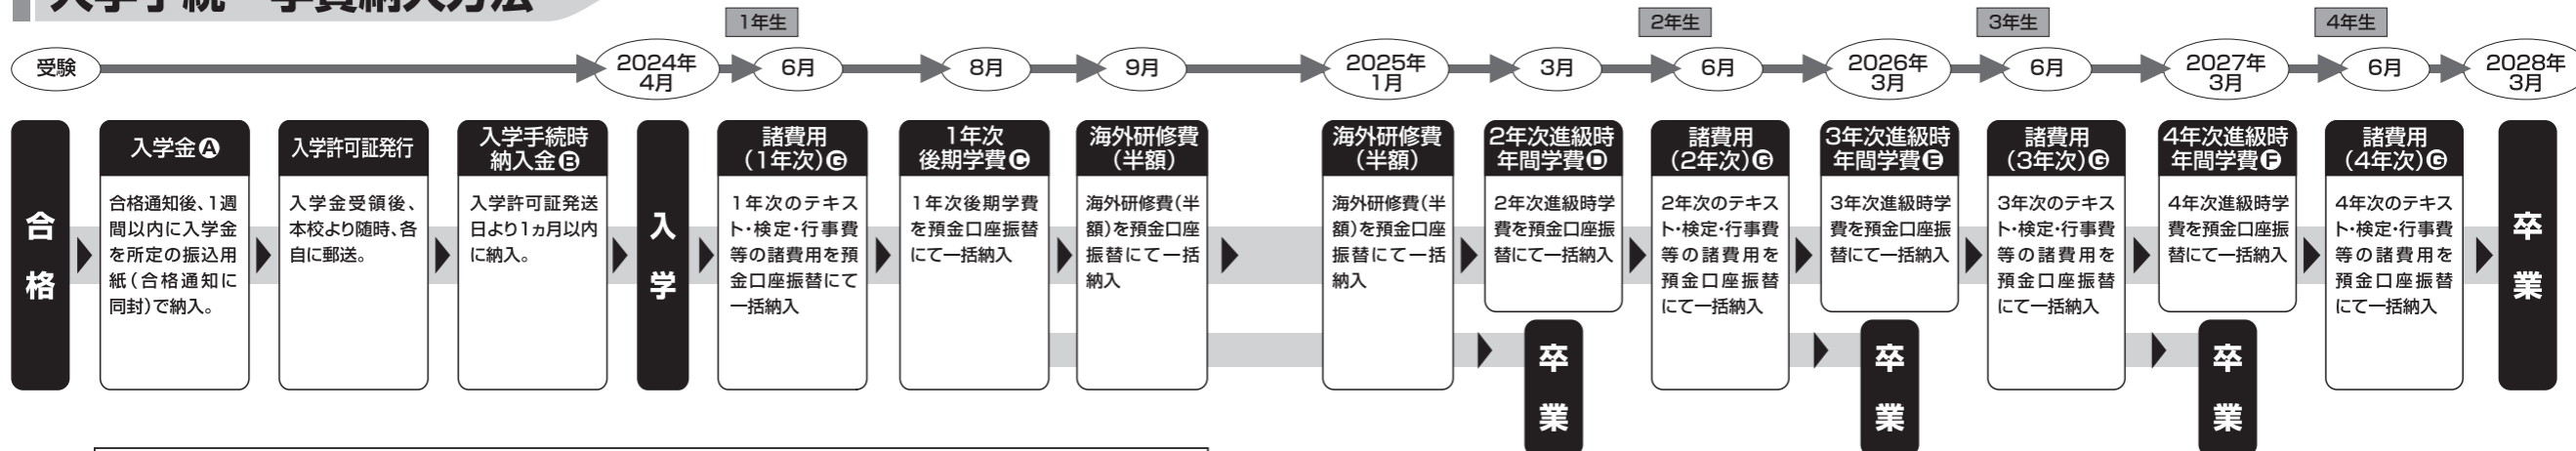 入学手続・学費納入方法
1年生
2年生
3年生
4年生
受験
2024年
4月
6月
8月
9月
2025年
1月
3月
6月
2026年
3月
6月
2027年
3月
6月
2028年
3月
合格
入学金Ⓐ
合格通知後、1週
間以内に入学金
を所定の振込用
紙(合格通知に
同封)で納入。
入学許可証発行
入学金受領後、
本校より随時、各
自に郵送。
入学手続時
納入金Ⓑ
入学許可証発送
日より1ヵ月以内
に納入。
入学
諸費用
(1年次)Ⓖ
1年次のテキス
ト・検定・行事費
等の諸費用を預
金口座振替にて
一括納入
1年次
後期学費Ⓒ
1年次後期学費
を預金口座振替
にて一括納入
海外研修費
(半額)
海外研修費(半
額)を預金口座
振替にて一括
納入
海外研修費
(半額)
海外研修費(半
額)を預金口座
振替にて一括
納入
2年次進級時
年間学費Ⓓ
2年次進級時学
費を預金口座振
替にて一括納入
卒業
諸費用
(2年次)Ⓖ
2年次のテキス
ト・検定・行事費
等の諸費用を
預金口座振替
にて一括納入
3年次進級時
年間学費Ⓔ
3年次進級時学
費を預金口座振
替にて一括納入
卒業
諸費用
(3年次)Ⓖ
3年次のテキス
ト・検定・行事費
等の諸費用を
預金口座振替
にて一括納入
4年次進級時
年間学費Ⓕ
4年次進級時学
費を預金口座振
替にて一括納入
卒業
諸費用
(4年次)Ⓖ
4年次のテキス
ト・検定・行事費
等の諸費用を
預金口座振替
にて一括納入
卒業